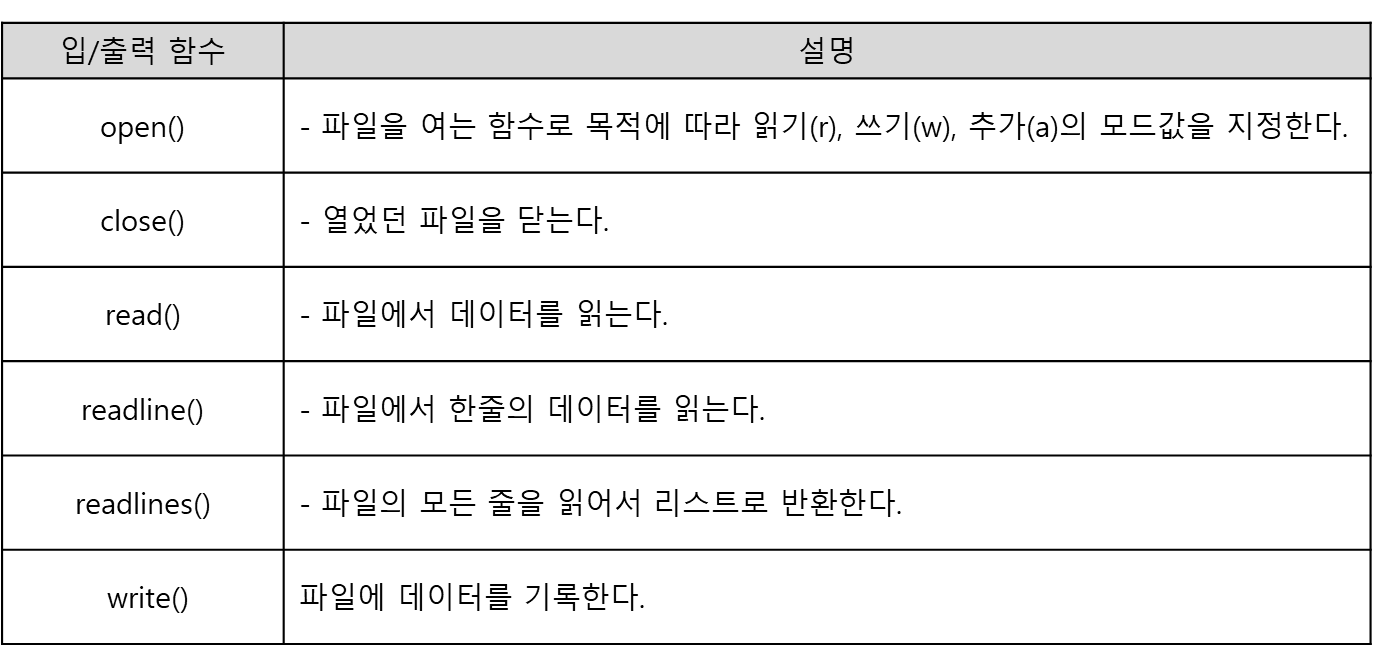 입/출력 함수 설명
open() - 파일을 여는 함수로 목적에 따라 읽기(r), 쓰기(w), 추가(a)의 모드값을 지정한다.
close() - 열었던 파일을 닫는다.
read() - 파일에서 데이터를 읽는다.
readline() - 파일에서 한줄의 데이터를 읽는다.
readlines() - 파일의 모든 줄을 읽어서 리스트로 반환한다.
write() 파일에 데이터를 기록한다.